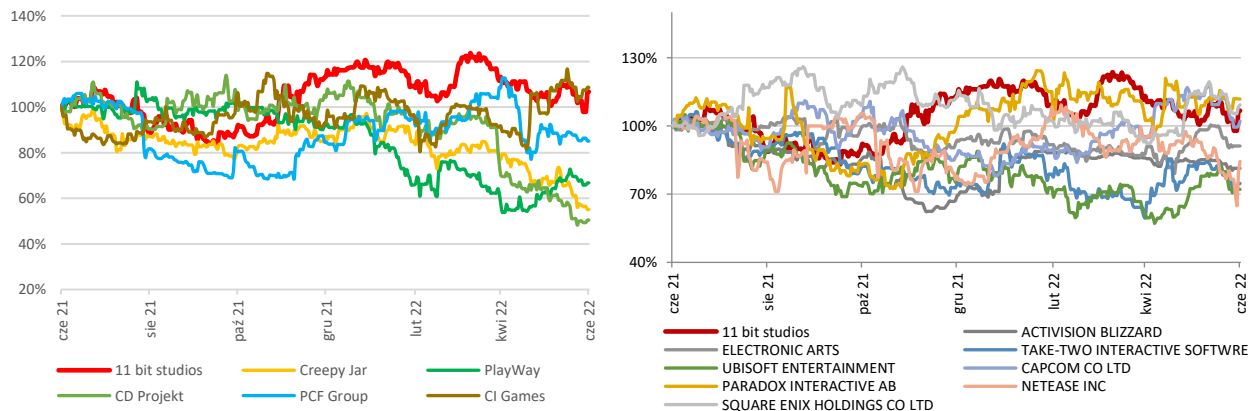 140%
120%
100%
80%
60%
40%
20%
cze 21
sie 21
paź 21
gru 21
lut 22
kwi 22
cze 22
11 bit studios
Creepy Jar
PlayWay
CD Projekt
PCF Group
CI Games
130%
100%
70%
40%
cze 21
sie 21
paź 21
gru 21
lut 22
kwi 22
cze 22
11 bit studios
ACTIVISION BLIZZARD
ELECTRONIC ARTS
TAKE-TWO INTERACTIVE SOFTWRE
UBISOFT ENTERTAINMENT
CAPCOM CO LTD
PARADOX INTERACTIVE AB
NETEASE INC
SQUARE ENIX HOLDINGS CO LTD